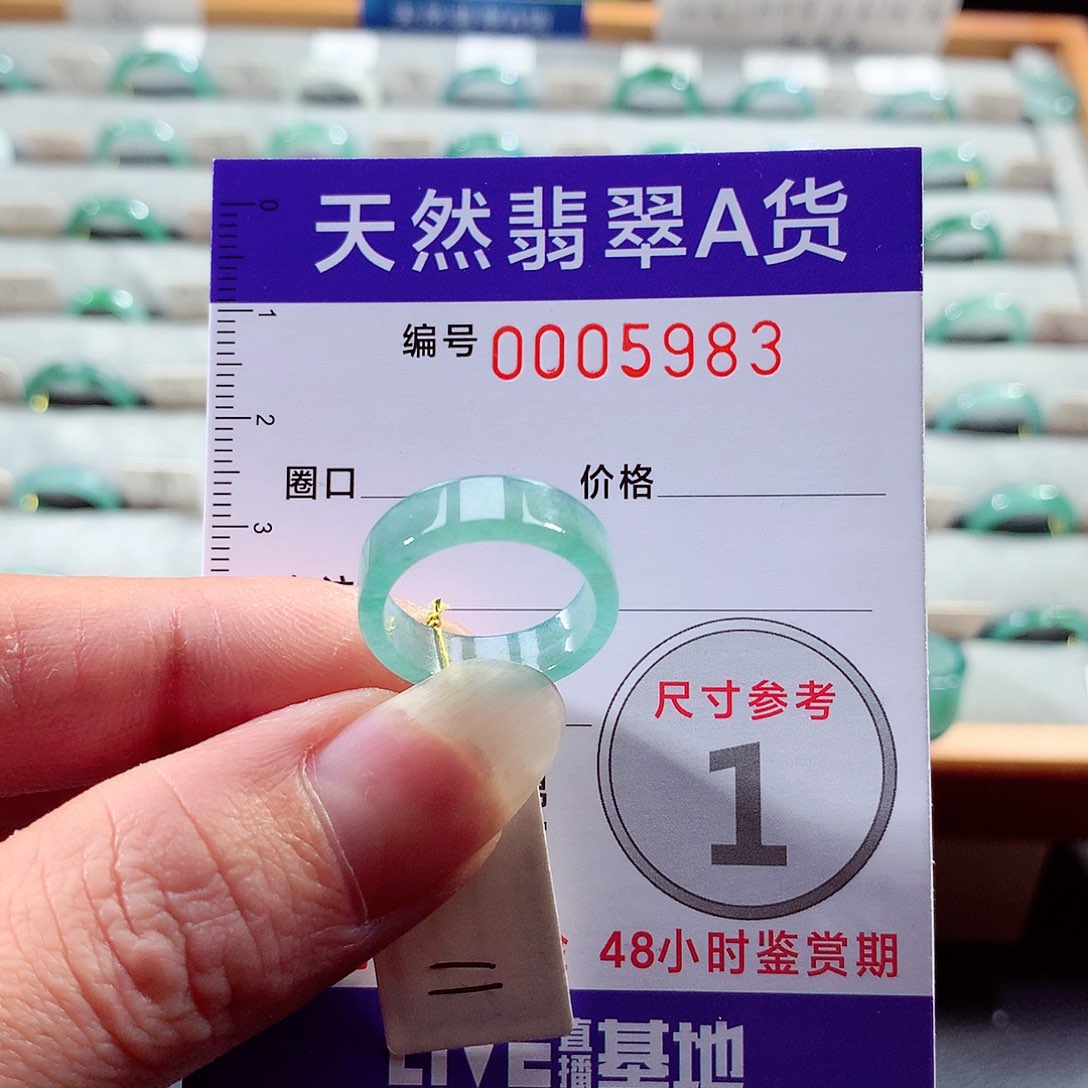 天然翡翠A货
编号 0005983
圈口 价格
尺寸参考
1
48小时鉴赏期
二
LIVE直播基地
0
1
2
3